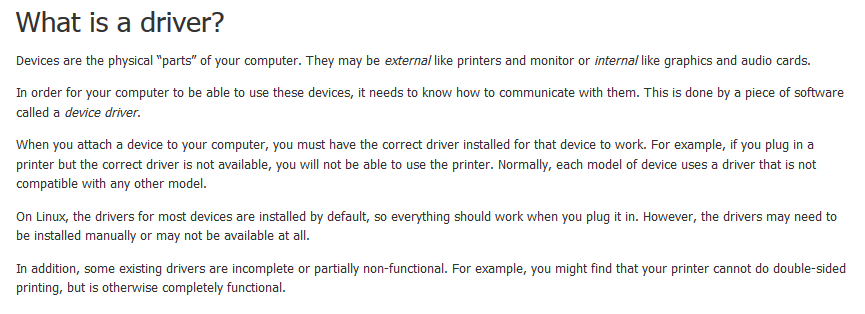 What is a driver?
Devices are the physical “parts” of your computer. They may be external like printers and monitor or internal like graphics and audio cards.
In order for your computer to be able to use these devices, it needs to know how to communicate with them. This is done by a piece of software
called a device driver.
When you attach a device to your computer, you must have the correct driver installed for that device to work. For example, if you plug in a
printer but the correct driver is not available, you will not be able to use the printer. Normally, each model of device uses a driver that is not
compatible with any other model.
On Linux, the drivers for most devices are installed by default, so everything should work when you plug it in. However, the drivers may need to
be installed manually or may not be available at all.
In addition, some existing drivers are incomplete or partially non-functional. For example, you might find that your printer cannot do double-sided
printing, but is otherwise completely functional.